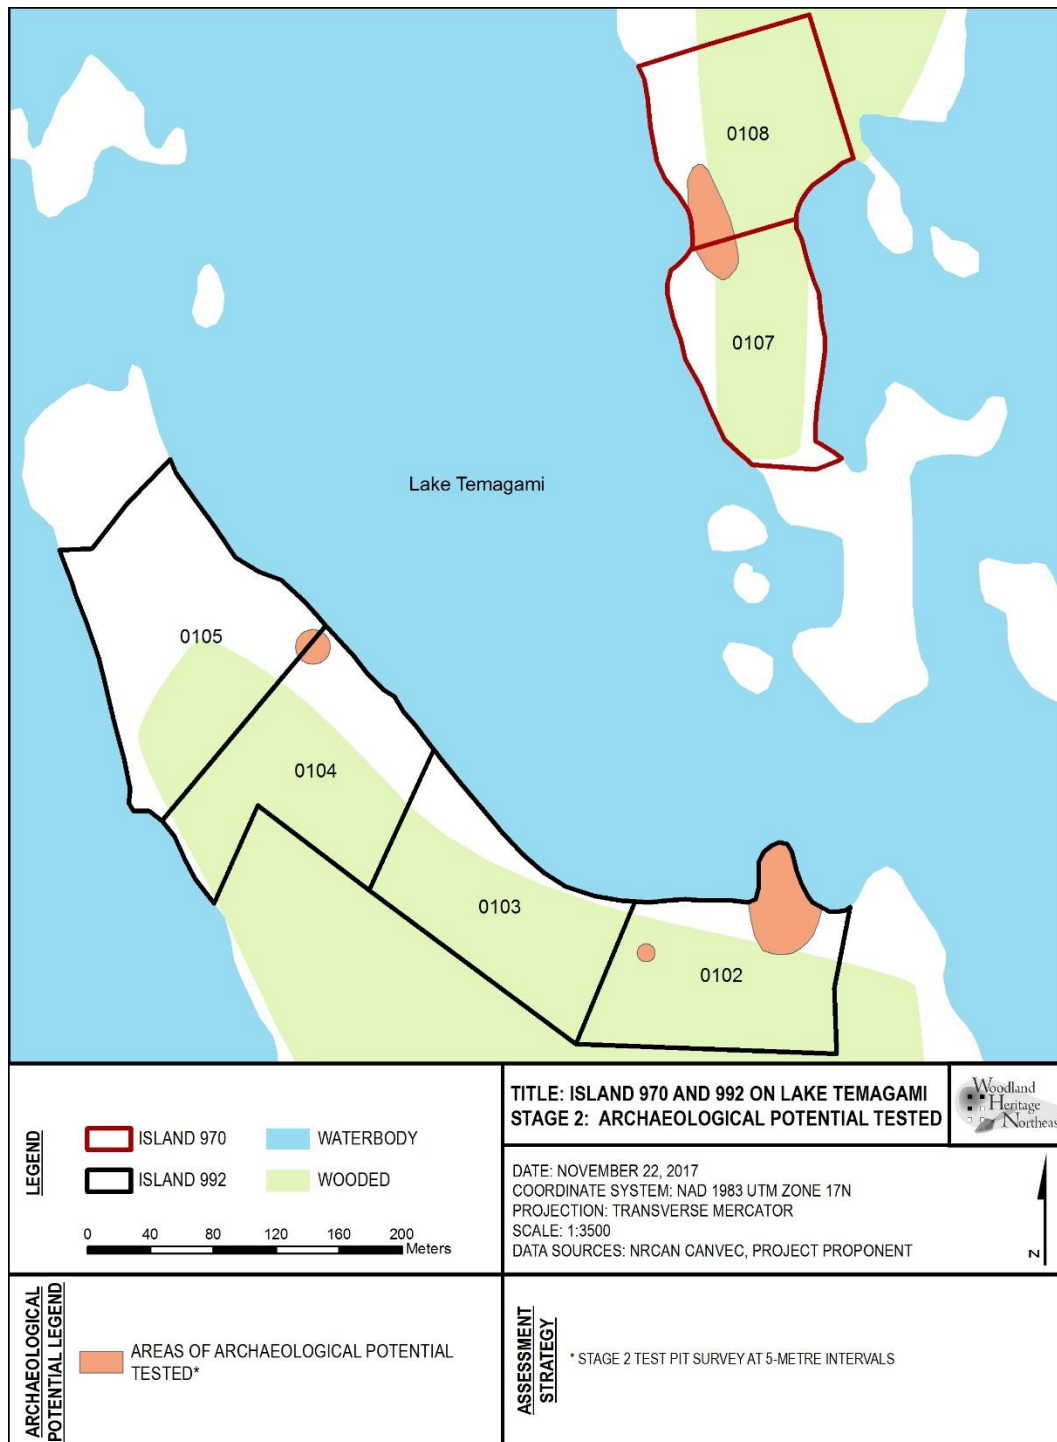 0108
0107
Lake Temagami
0105
0104
0103
0102
LEGEND
ISLAND 970
WATERBODY
ISLAND 992
WOODED
0 40 80 120 160 200
Meters
TITLE: ISLAND 970 AND 992 ON LAKE TEMAGAMI
STAGE 2: ARCHAEOLOGICAL POTENTIAL TESTED
Woodland
Heritage
Northeast
DATE: NOVEMBER 22, 2017
COORDINATE SYSTEM: NAD 1983 UTM ZONE 17N
PROJECTION: TRANSVERSE MERCATOR
SCALE: 1:3500
DATA SOURCES: NRCAN CANVEC, PROJECT PROPONENT
N
ARCHAEOLOGICAL
POTENTIAL LEGEND
AREAS OF ARCHAEOLOGICAL POTENTIAL
TESTED*
ASSESSMENT
STRATEGY
* STAGE 2 TEST PIT SURVEY AT 5-METRE INTERVALS